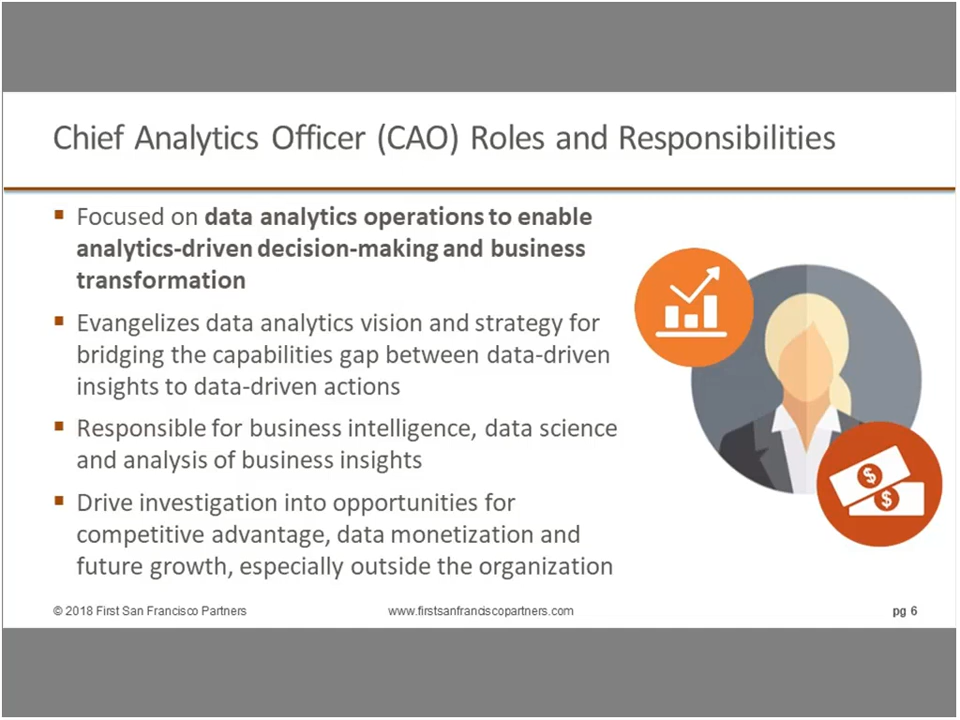 Chief Analytics Officer (CAO) Roles and Responsibilities
▪ Focused on data analytics operations to enable
analytics-driven decision-making and business
transformation
▪ Evangelizes data analytics vision and strategy for
bridging the capabilities gap between data-driven
insights to data-driven actions
▪ Responsible for business intelligence, data science
and analysis of business insights
▪ Drive investigation into opportunities for
competitive advantage, data monetization and
future growth, especially outside the organization
$
$
© 2018 First San Francisco Partners www.firstsanfranciscopartners.com pg 6